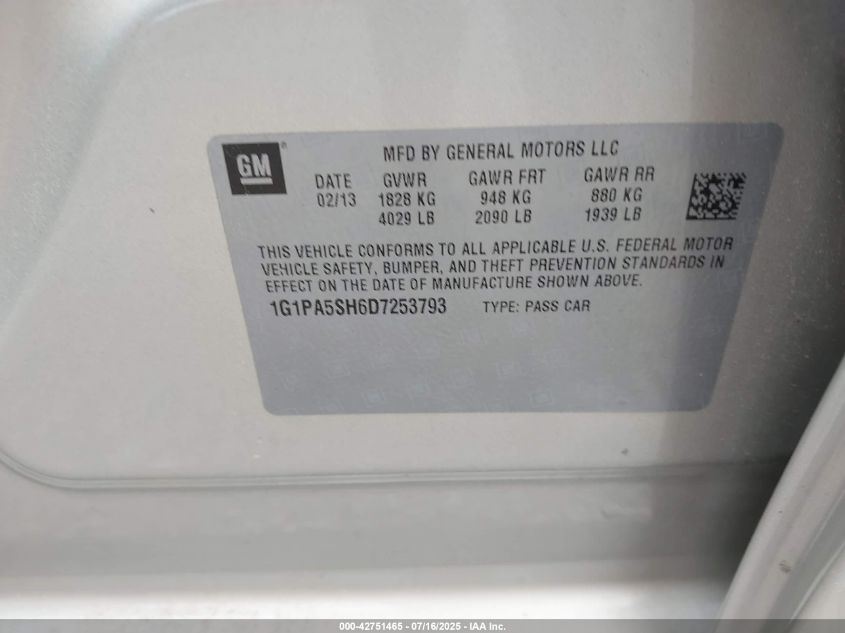 GM
®
MFD BY GENERAL MOTORS LLC
DATE GVWR GAWR FRT GAWR RR
02/13 1828 KG 948 KG 880 KG
4029 LB 2090 LB 1939 LB
THIS VEHICLE CONFORMS TO ALL APPLICABLE U.S. FEDERAL MOTOR
VEHICLE SAFETY, BUMPER, AND THEFT PREVENTION STANDARDS IN
EFFECT ON THE DATE OF MANUFACTURE SHOWN ABOVE.
1G1PA5SH6D7253793 TYPE: PASS CAR
000-42751465 - 07/16/2025 - IAA Inc.